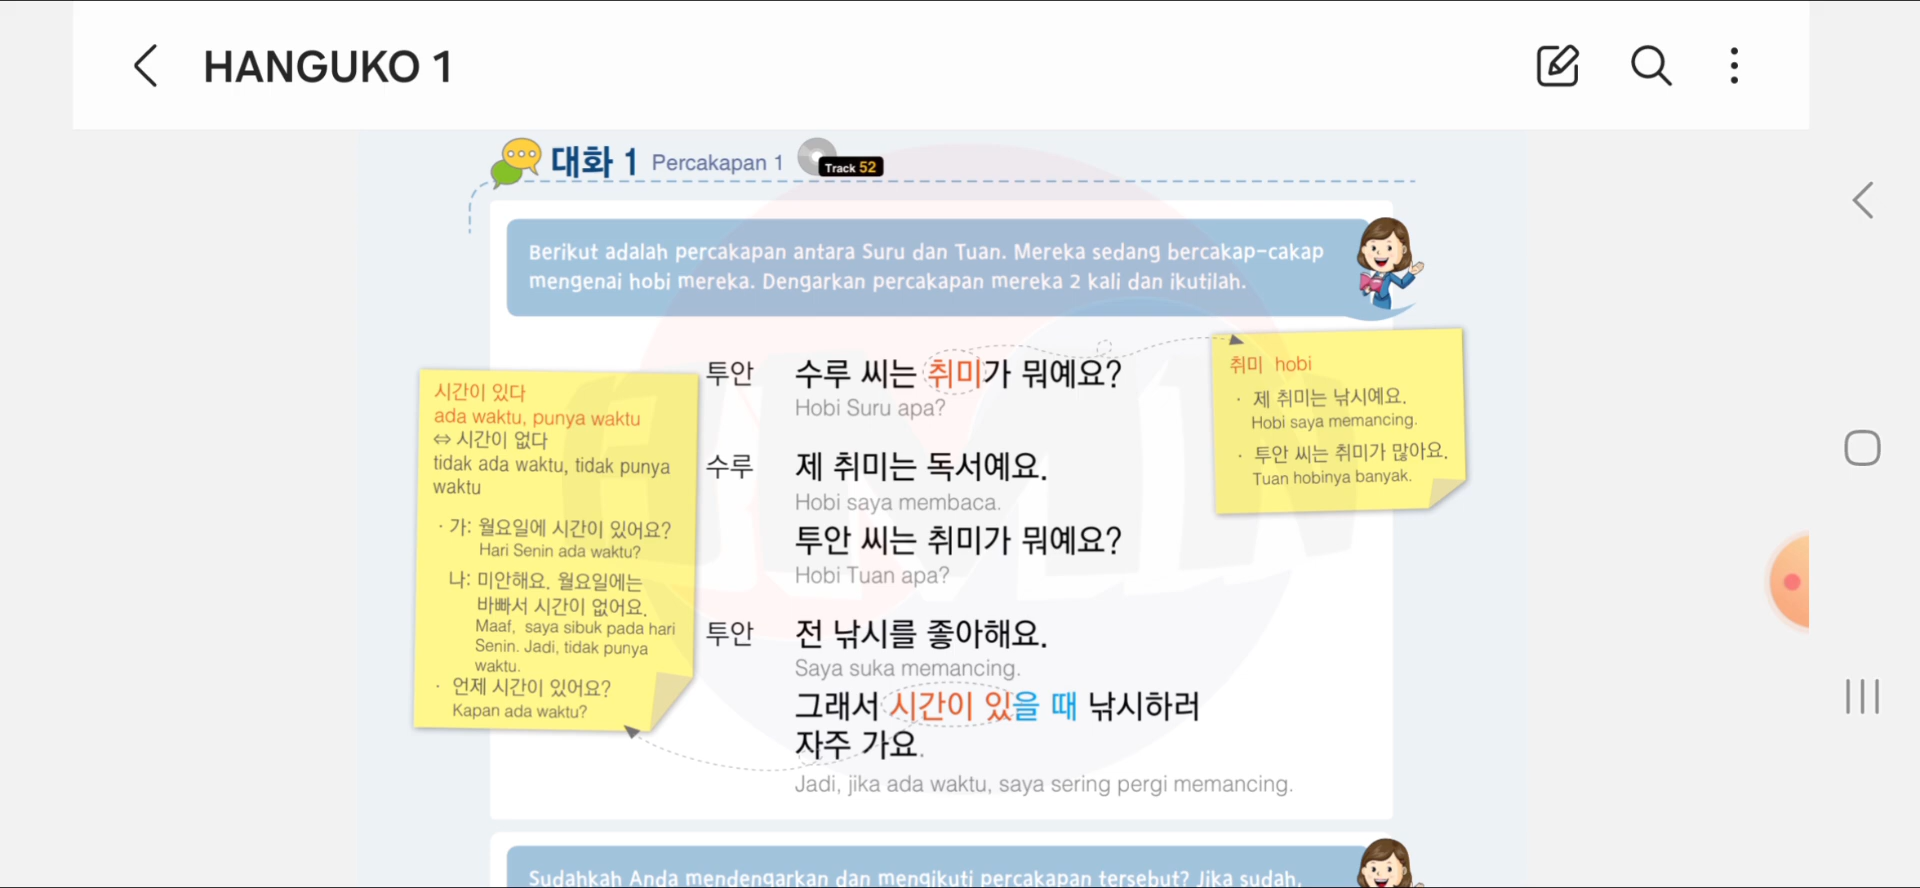 HANGUKO 1
대화 1 Percakapan 1 Track 52
Berikut adalah percakapan antara Suru dan Tuan. Mereka sedang bercakap-cakap
mengenai hobi mereka. Dengarkan percakapan mereka 2 kali dan ikutilah.
시간이 있다
ada waktu, punya waktu
⇔ 시간이 없다
tidak ada waktu, tidak punya
waktu
· 가: 월요일에 시간이 있어요?
Hari Senin ada waktu?
나: 미안해요. 월요일에는
바빠서 시간이 없어요.
Maaf, saya sibuk pada hari
Senin. Jadi, tidak punya
waktu.
· 언제 시간이 있어요?
Kapan ada waktu?
투안 수루 씨는 취미가 뭐예요?
Hobi Suru apa?
수루 제 취미는 독서예요.
Hobi saya membaca.
투안 씨는 취미가 뭐예요?
Hobi Tuan apa?
투안 전 낚시를 좋아해요.
Saya suka memancing.
그래서 시간이 있을 때 낚시하러
자주 가요.
Jadi, jika ada waktu, saya sering pergi memancing.
취미 hobi
· 제 취미는 낚시예요.
Hobi saya memancing.
· 투안 씨는 취미가 많아요.
Tuan hobinya banyak.
Sudahkah Anda mendengarkan dan mengikuti percakapan tersebut? Jika sudah,